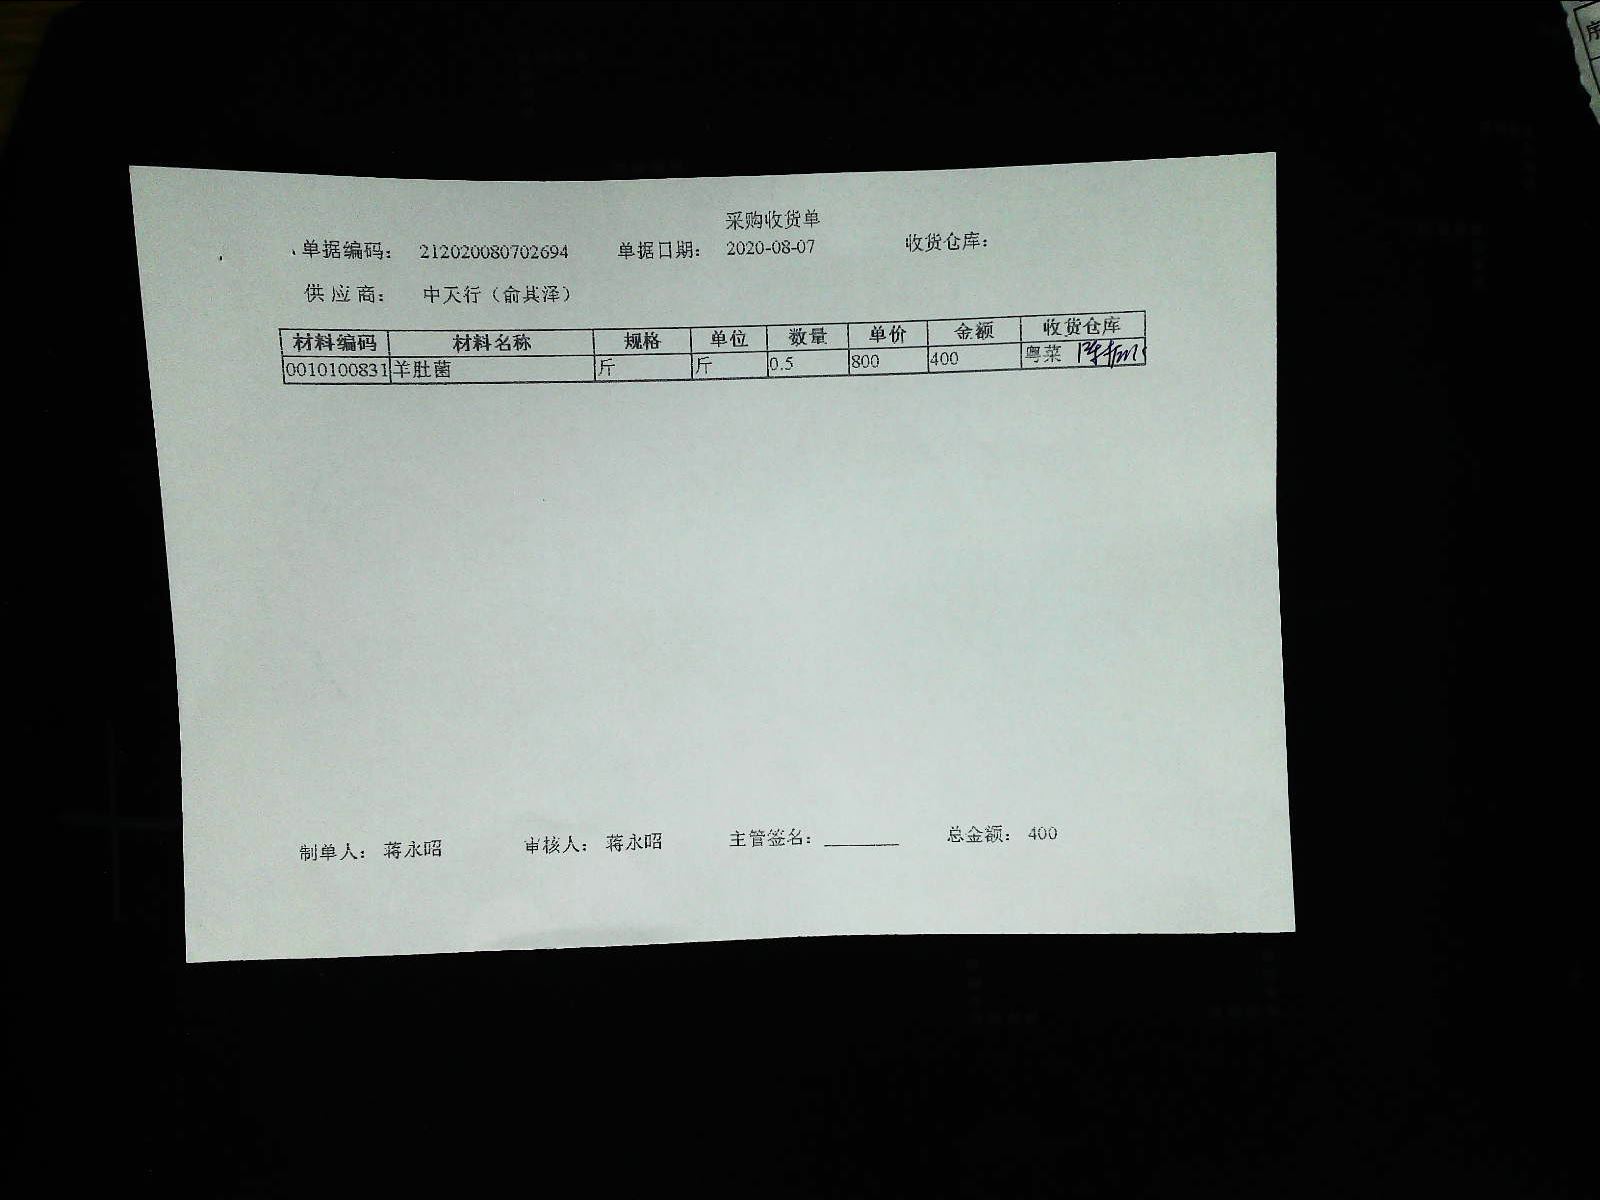 采购收货单
单据编码： 212020080702694 单据日期： 2020-08-07 收货仓库：
供应商： 中天行（俞其泽）
材料编码 材料名称 规格 单位 数量 单价 金额 收货仓库
0010100831 羊肚菌 斤 斤 0.5 800 400 粤菜
制单人： 蒋永昭 审核人： 蒋永昭 主管签名： 总金额： 400
序